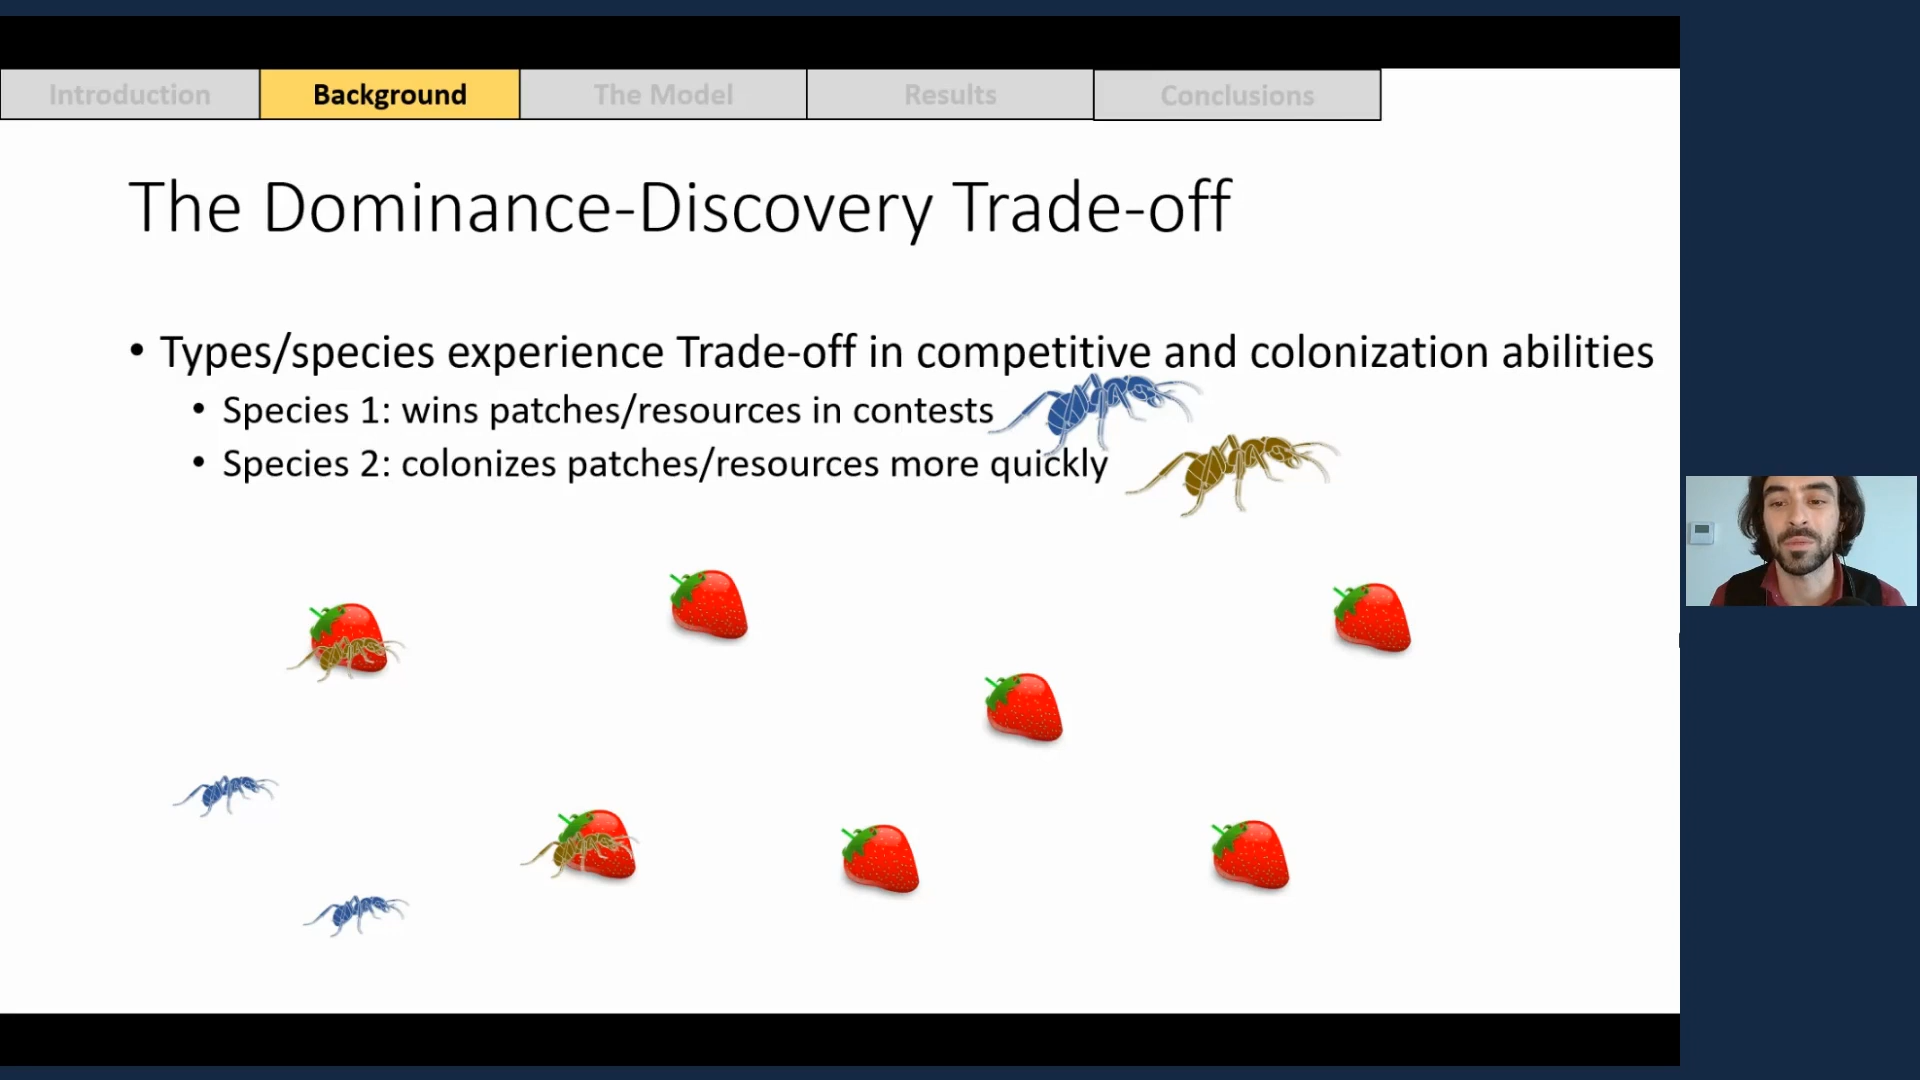 Introduction
Background
The Model
Results
Conclusions
The Dominance-Discovery Trade-off
• Types/species experience Trade-off in competitive and colonization abilities
• Species 1: wins patches/resources in contests
• Species 2: colonizes patches/resources more quickly